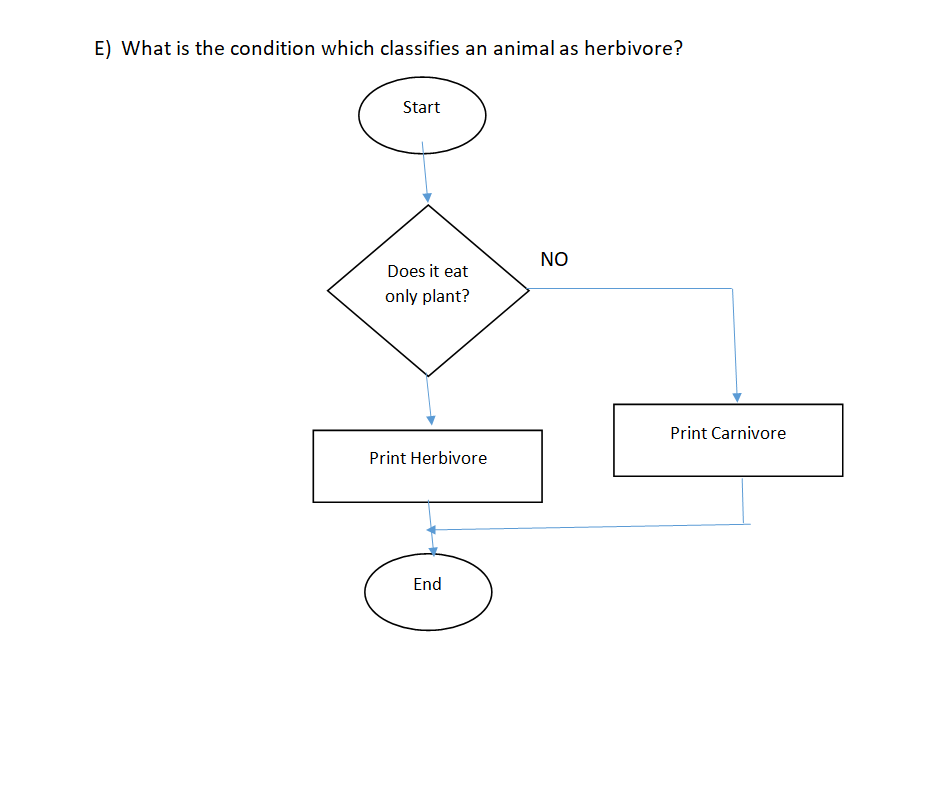 E) What is the condition which classifies an animal as herbivore?
Start
Does it eat
only plant?
NO
Print Carnivore
Print Herbivore
End